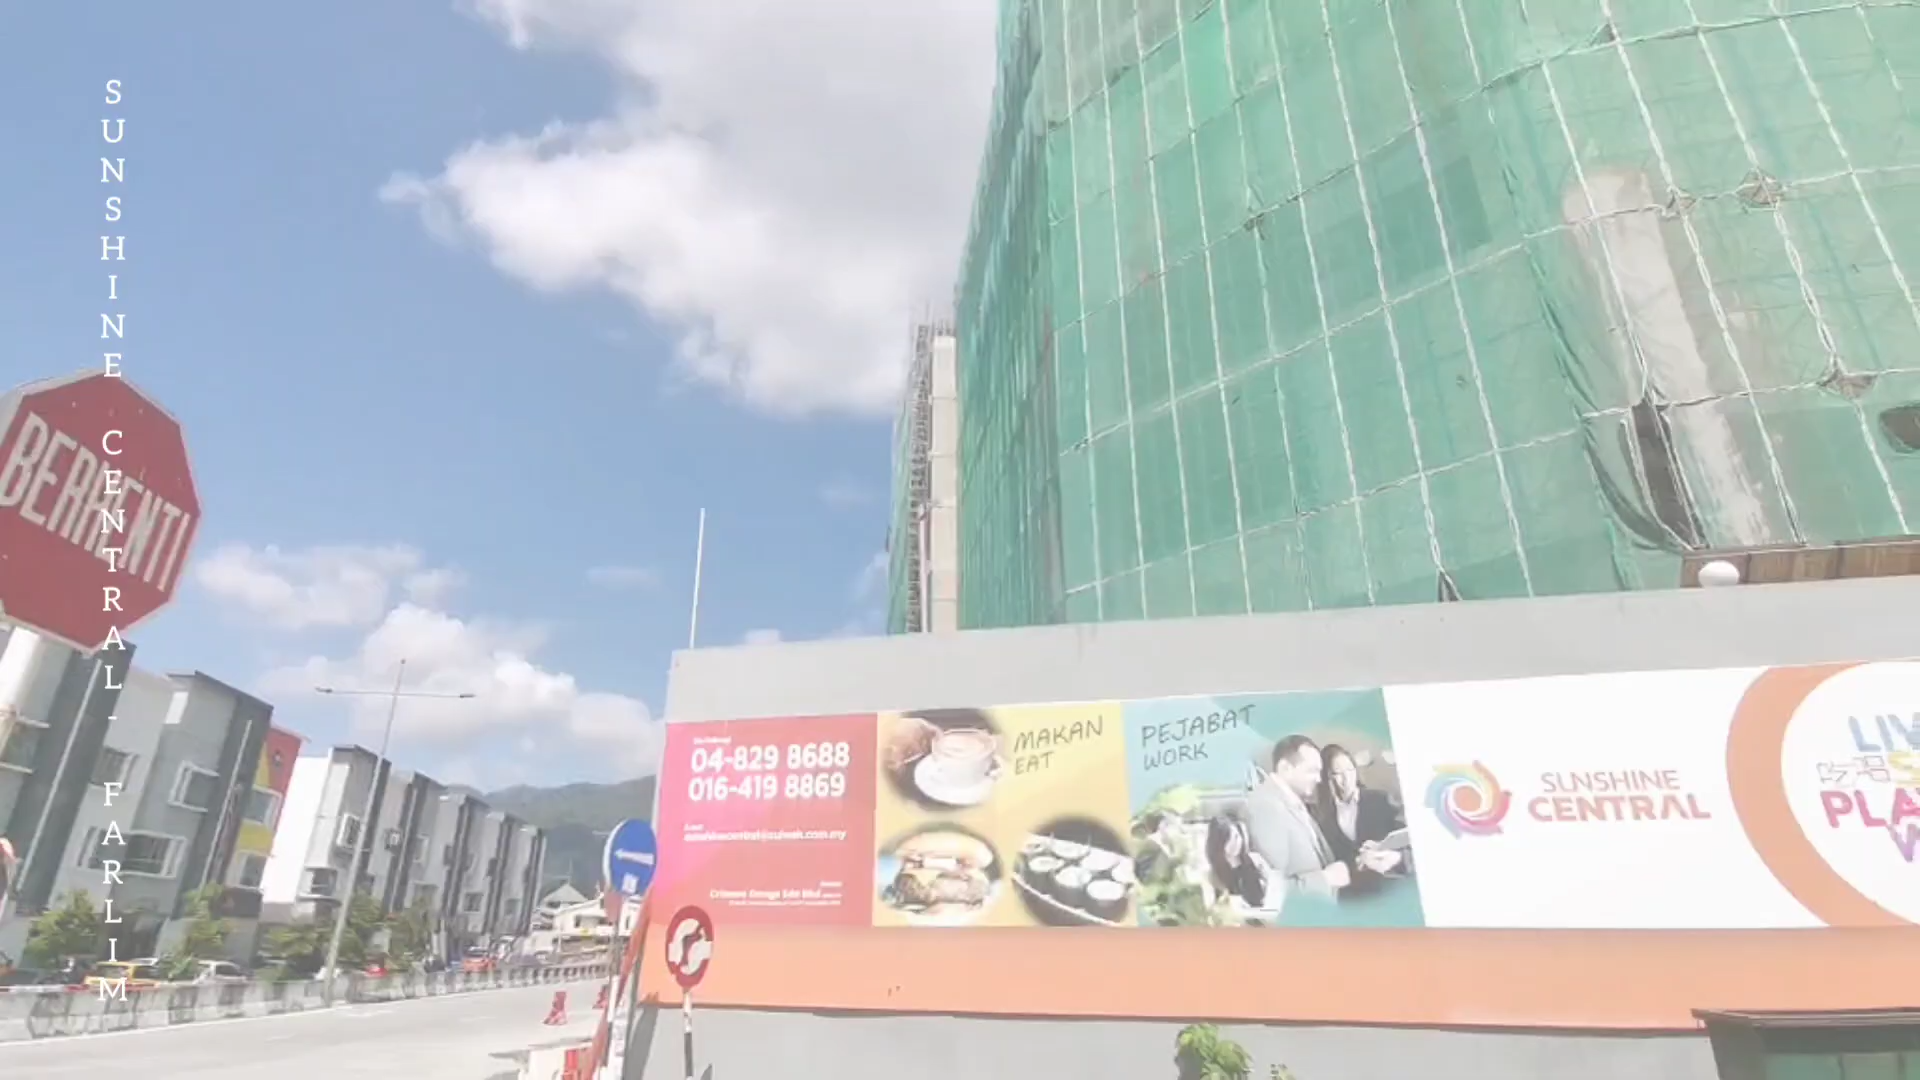 SUNSHINE CENTRAL - FARLIM
BERHENTI
04-829 8688
016-419 8869
MAKAN
EAT
PEJABAT
WORK
SUNSHINE
CENTRAL